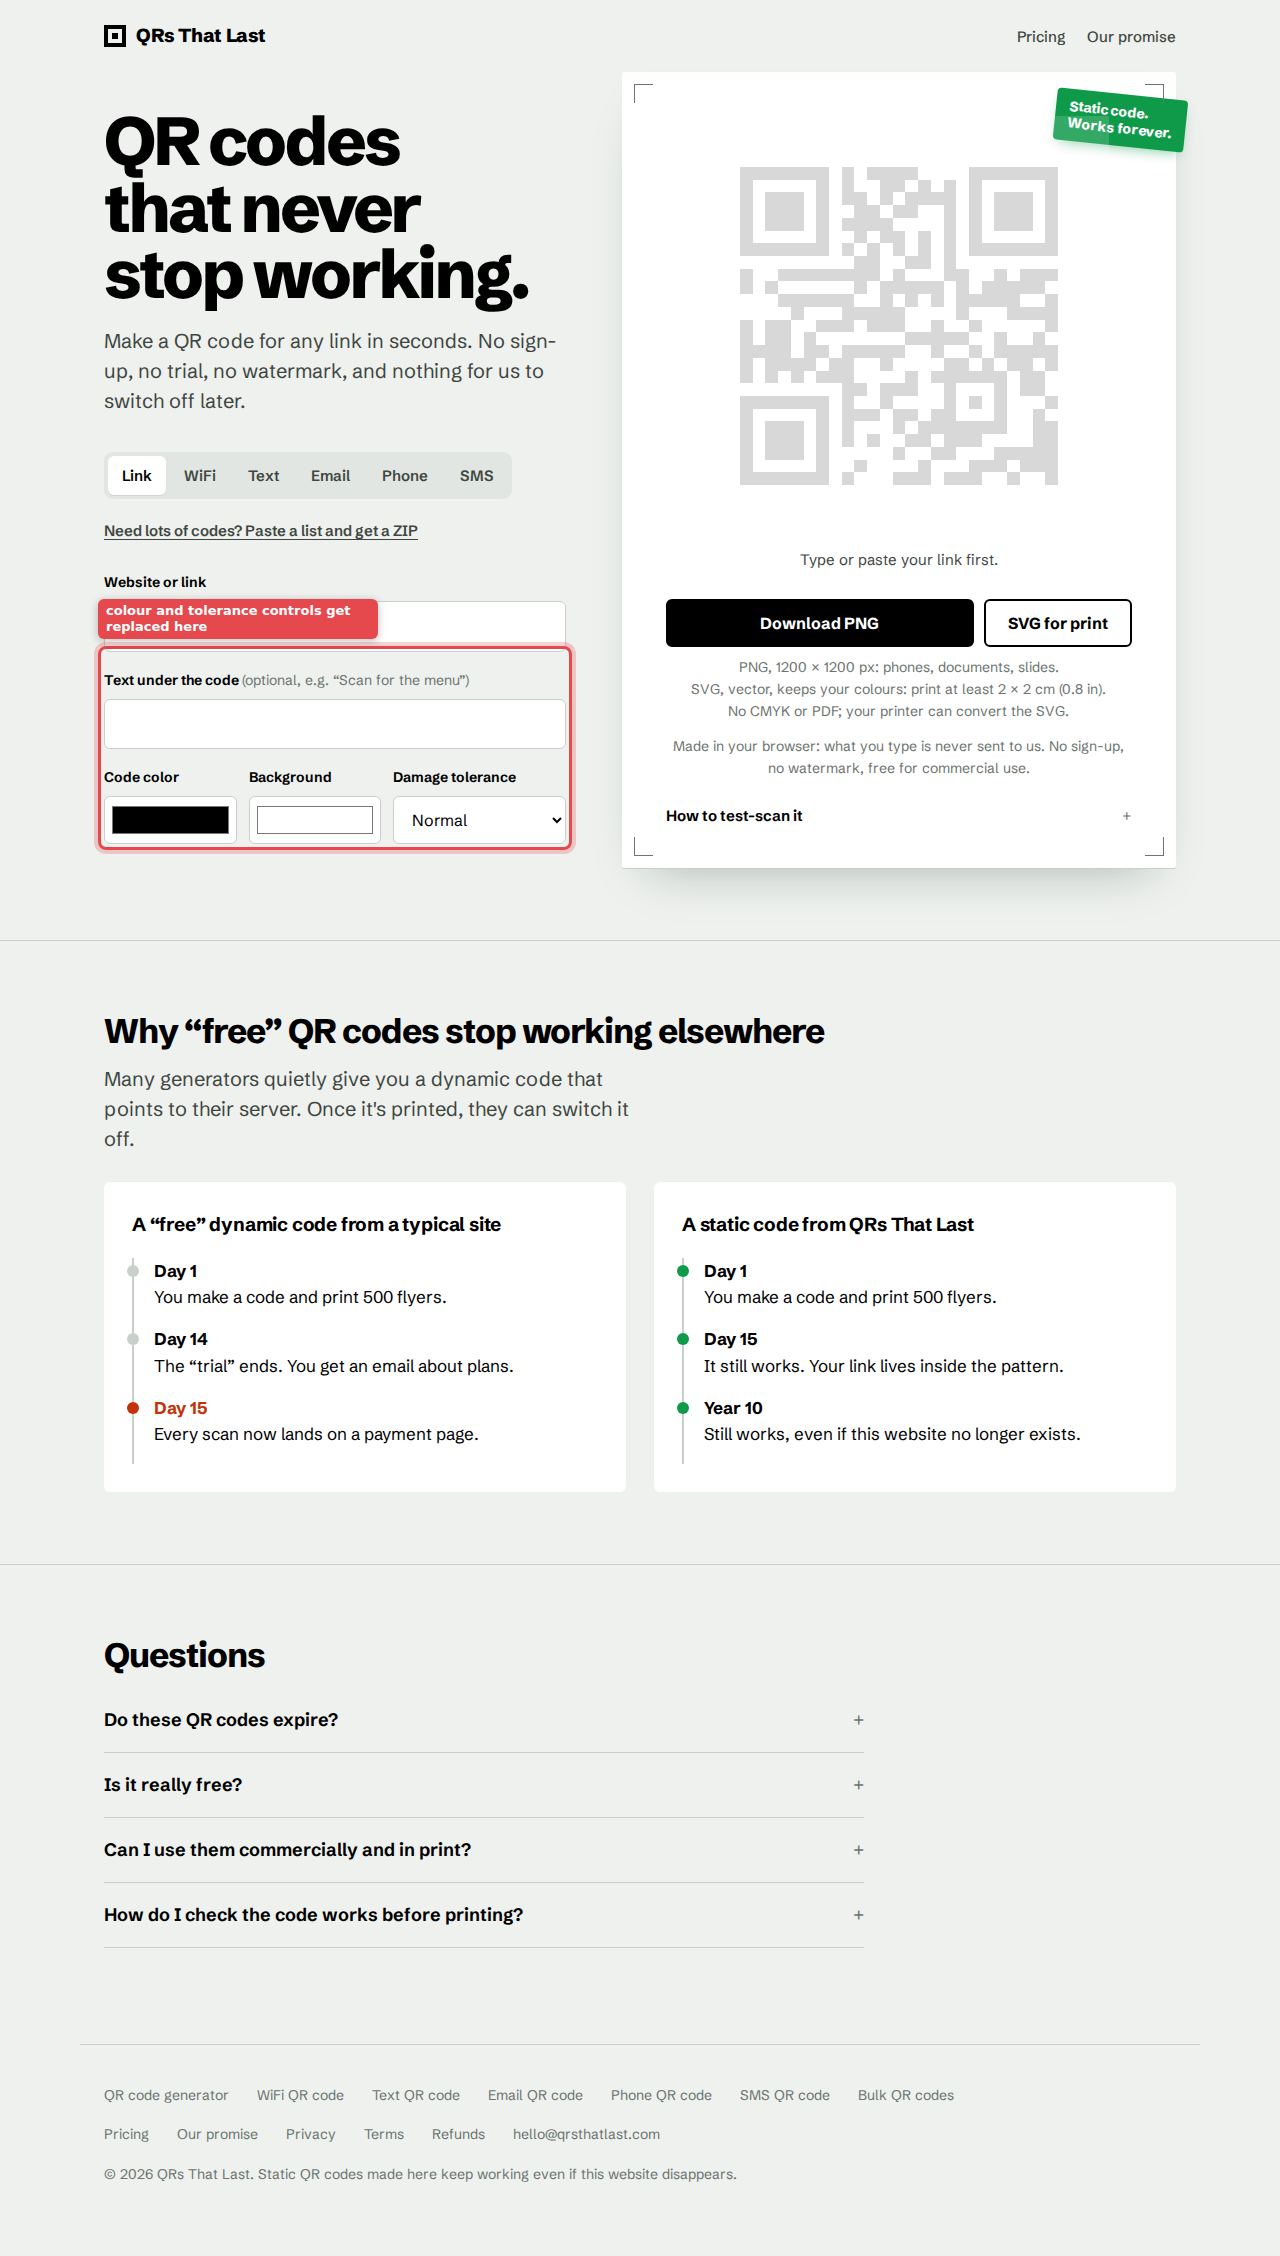 QRs That Last
Pricing
Our promise
QR codes
that never
stop working.
Make a QR code for any link in seconds. No sign-
up, no trial, no watermark, and nothing for us to
switch off later.
Link
WiFi
Text
Email
Phone
SMS
Need lots of codes? Paste a list and get a ZIP
Website or link
colour and tolerance controls get
replaced here
Text under the code (optional, e.g. “Scan for the menu”)
Code color
Background
Damage tolerance
Normal
Static code.
Works forever.
Type or paste your link first.
Download PNG
SVG for print
PNG, 1200 × 1200 px: phones, documents, slides.
SVG, vector, keeps your colours: print at least 2 × 2 cm (0.8 in).
No CMYK or PDF; your printer can convert the SVG.
Made in your browser: what you type is never sent to us. No sign-up,
no watermark, free for commercial use.
How to test-scan it
+
Why “free” QR codes stop working elsewhere
Many generators quietly give you a dynamic code that
points to their server. Once it's printed, they can switch it
off.
A “free” dynamic code from a typical site
Day 1
You make a code and print 500 flyers.
Day 14
The “trial” ends. You get an email about plans.
Day 15
Every scan now lands on a payment page.
A static code from QRs That Last
Day 1
You make a code and print 500 flyers.
Day 15
It still works. Your link lives inside the pattern.
Year 10
Still works, even if this website no longer exists.
Questions
Do these QR codes expire?
+
Is it really free?
+
Can I use them commercially and in print?
+
How do I check the code works before printing?
+
QR code generator
WiFi QR code
Text QR code
Email QR code
Phone QR code
SMS QR code
Bulk QR codes
Pricing
Our promise
Privacy
Terms
Refunds
hello@qrsthatlast.com
© 2026 QRs That Last. Static QR codes made here keep working even if this website disappears.